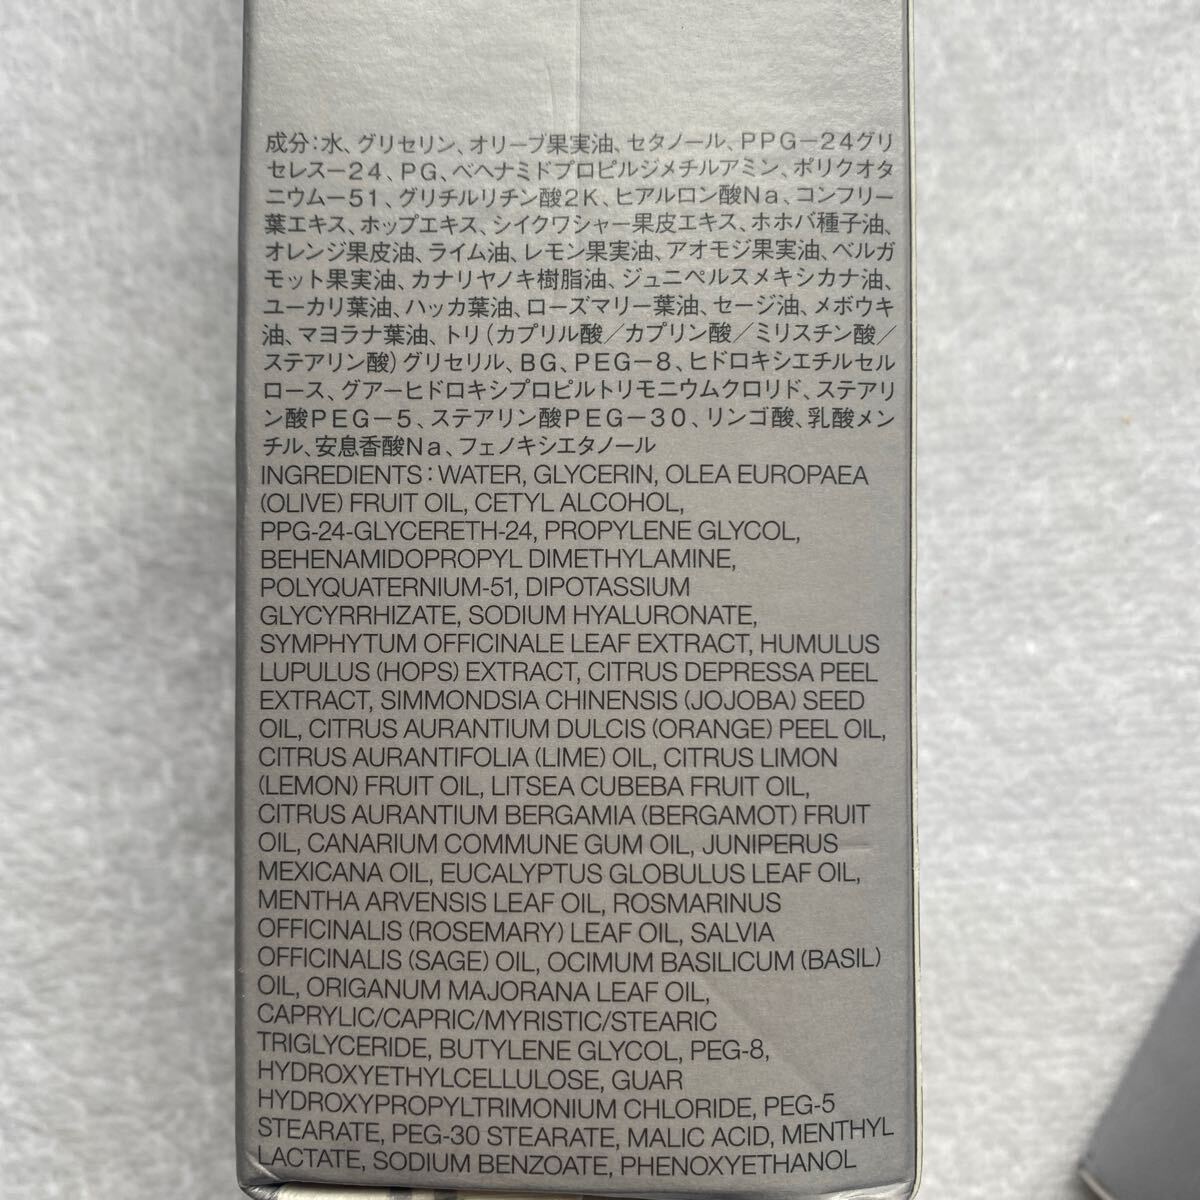 成分：水、グリセリン、オリーブ果実油、セタノール、PPG－24グリ
セレス－24、PG、ベヘナミドプロピルジメチルアミン、ポリクオタ
ニウム－51、グリチルリチン酸2K、ヒアルロン酸Na、コンフリー
葉エキス、ホップエキス、シイクワシャー果皮エキス、ホホバ種子油、
オレンジ果皮油、ライム油、レモン果実油、アオモジ果実油、ベルガ
モット果実油、カナリヤノキ樹脂油、ジュニペルスメキシカナ油、
ユーカリ葉油、ハッカ葉油、ローズマリー葉油、セージ油、メボウキ
油、マヨラナ葉油、トリ（カプリル酸／カプリン酸／ミリスチン酸／
ステアリン酸）グリセリル、BG、PEG－8、ヒドロキシエチルセル
ロース、グアーヒドロキシプロピルトリモニウムクロリド、ステアリ
ン酸PEG－5、ステアリン酸PEG－30、リンゴ酸、乳酸メン
チル、安息香酸Na、フェノキシエタノール
INGREDIENTS : WATER, GLYCERIN, OLEA EUROPAEA
(OLIVE) FRUIT OIL, CETYL ALCOHOL,
PPG-24-GLYCERETH-24, PROPYLENE GLYCOL,
BEHENAMIDOPROPYL DIMETHYLAMINE,
POLYQUATERNIUM-51, DIPOTASSIUM
GLYCYRRHIZATE, SODIUM HYALURONATE,
SYMPHYTUM OFFICINALE LEAF EXTRACT, HUMULUS
LUPULUS (HOPS) EXTRACT, CITRUS DEPRESSA PEEL
EXTRACT, SIMMONDSIA CHINENSIS (JOJOBA) SEED
OIL, CITRUS AURANTIUM DULCIS (ORANGE) PEEL OIL,
CITRUS AURANTIFOLIA (LIME) OIL, CITRUS LIMON
(LEMON) FRUIT OIL, LITSEA CUBEBA FRUIT OIL,
CITRUS AURANTIUM BERGAMIA (BERGAMOT) FRUIT
OIL, CANARIUM COMMUNE GUM OIL, JUNIPERUS
MEXICANA OIL, EUCALYPTUS GLOBULUS LEAF OIL,
MENTHA ARVENSIS LEAF OIL, ROSMARINUS
OFFICINALIS (ROSEMARY) LEAF OIL, SALVIA
OFFICINALIS (SAGE) OIL, OCIMUM BASILICUM (BASIL)
OIL, ORIGANUM MAJORANA LEAF OIL,
CAPRYLIC/CAPRIC/MYRISTIC/STEARIC
TRIGLYCERIDE, BUTYLENE GLYCOL, PEG-8,
HYDROXYETHYLCELLULOSE, GUAR
HYDROXYPROPYLTRIMONIUM CHLORIDE, PEG-5
STEARATE, PEG-30 STEARATE, MALIC ACID, MENTHYL
LACTATE, SODIUM BENZOATE, PHENOXYETHANOL